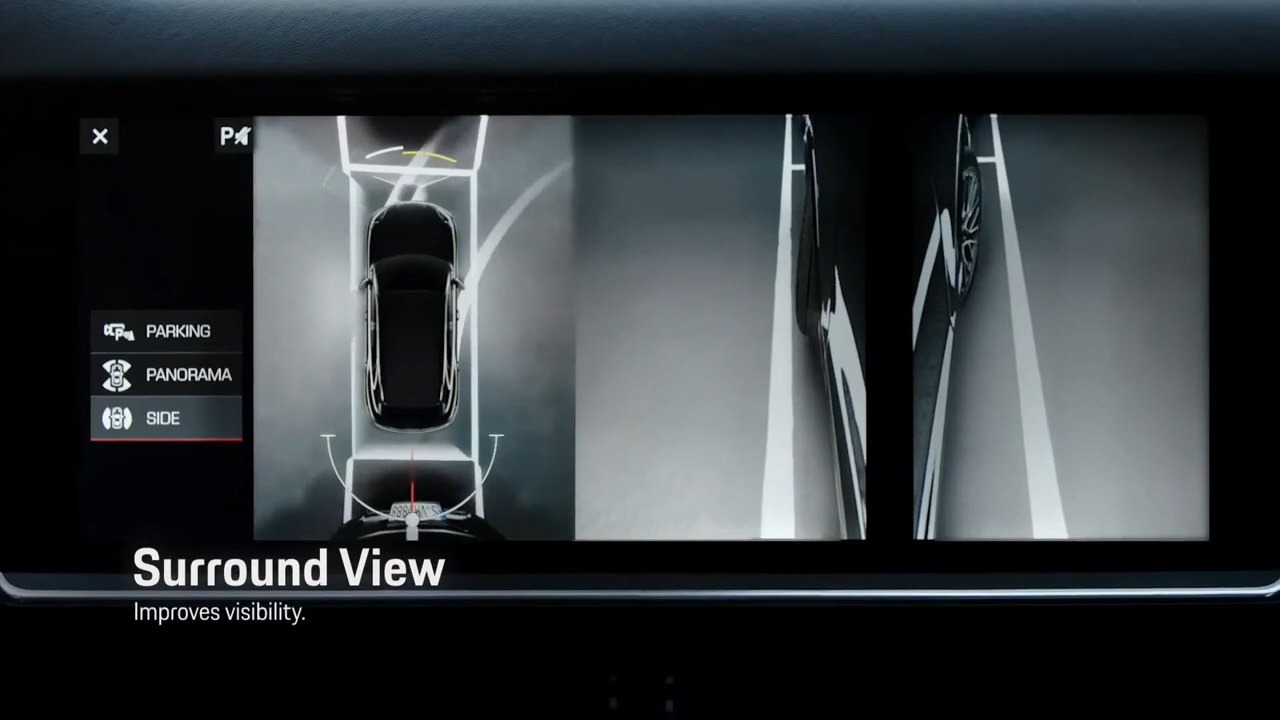 P
PARKING
PANORAMA
SIDE
Surround View
Improves visibility.